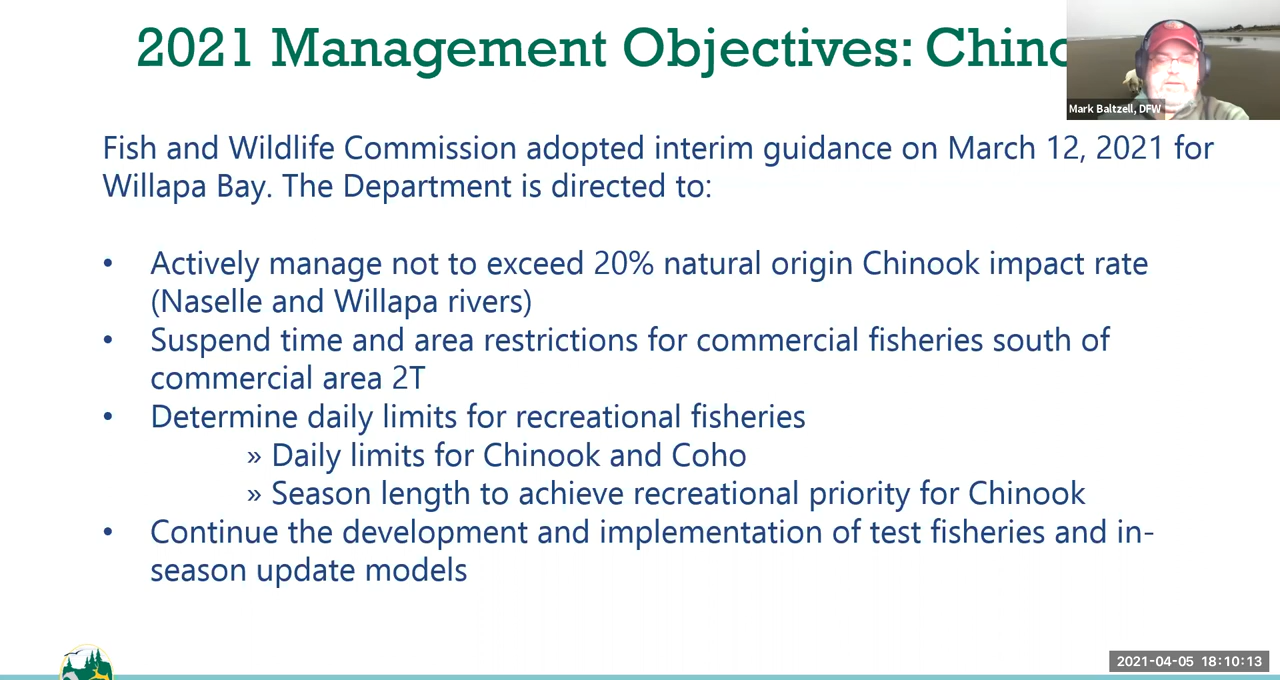 2021 Management Objectives: Chino
Mark Baltzell, DFW
Fish and Wildlife Commission adopted interim guidance on March 12, 2021 for
Willapa Bay. The Department is directed to:
• Actively manage not to exceed 20% natural origin Chinook impact rate
(Naselle and Willapa rivers)
• Suspend time and area restrictions for commercial fisheries south of
commercial area 2T
• Determine daily limits for recreational fisheries
» Daily limits for Chinook and Coho
» Season length to achieve recreational priority for Chinook
• Continue the development and implementation of test fisheries and in-
season update models
2021-04-05 18:10:13